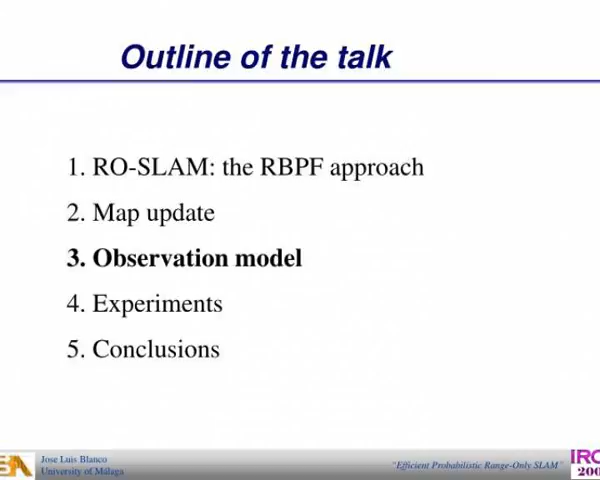 Outline of the talk
1. RO-SLAM: the RBPF approach
2. Map update
3. Observation model
4. Experiments
5. Conclusions
Jose Luis Blanco
University of Málaga
"Efficient Probabilistic Range-Only SLAM"